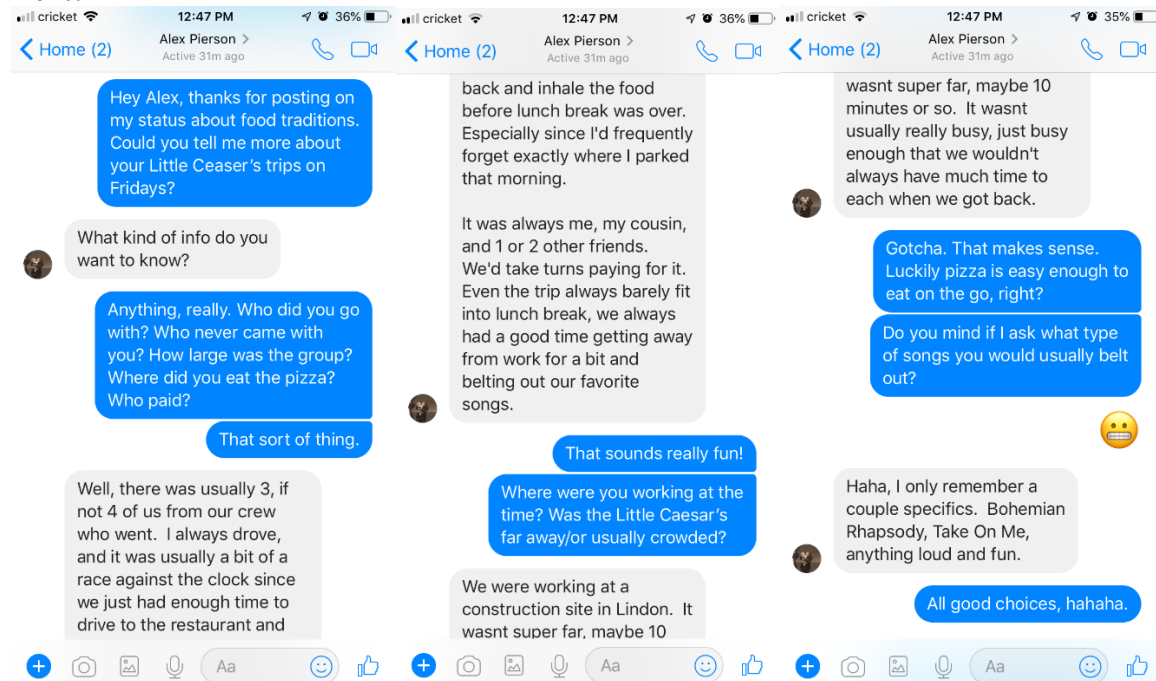 cricket 12:47 PM 36%
Home (2) Alex Pierson >
Active 31m ago
Hey Alex, thanks for posting on
my status about food traditions.
Could you tell me more about
your Little Ceaser's trips on
Fridays?
What kind of info do you
want to know?
Anything, really. Who did you go
with? Who never came with
you? How large was the group?
Where did you eat the pizza?
Who paid?
That sort of thing.
Well, there was usually 3, if
not 4 of us from our crew
who went.  I always drove,
and it was usually a bit of a
race against the clock since
we just had enough time to
drive to the restaurant and
Aa
cricket 12:47 PM 36%
Home (2) Alex Pierson >
Active 31m ago
back and inhale the food
before lunch break was over.
Especially since I'd frequently
forget exactly where I parked
that morning.
It was always me, my cousin,
and 1 or 2 other friends.
We'd take turns paying for it.
Even the trip always barely fit
into lunch break, we always
had a good time getting away
from work for a bit and
belting out our favorite
songs.
That sounds really fun!
Where were you working at the
time? Was the Little Caesar's
far away/or usually crowded?
We were working at a
construction site in Lindon.  It
wasnt super far, maybe 10
Aa
cricket 12:47 PM 35%
Home (2) Alex Pierson >
Active 31m ago
wasnt super far, maybe 10
minutes or so.  It wasnt
usually really busy, just busy
enough that we wouldn't
always have much time to
each when we got back.
Gotcha. That makes sense.
Luckily pizza is easy enough to
eat on the go, right?
Do you mind if I ask what type
of songs you would usually belt
out?
😬
Haha, I only remember a
couple specifics.  Bohemian
Rhapsody, Take On Me,
anything loud and fun.
All good choices, hahaha.
Aa